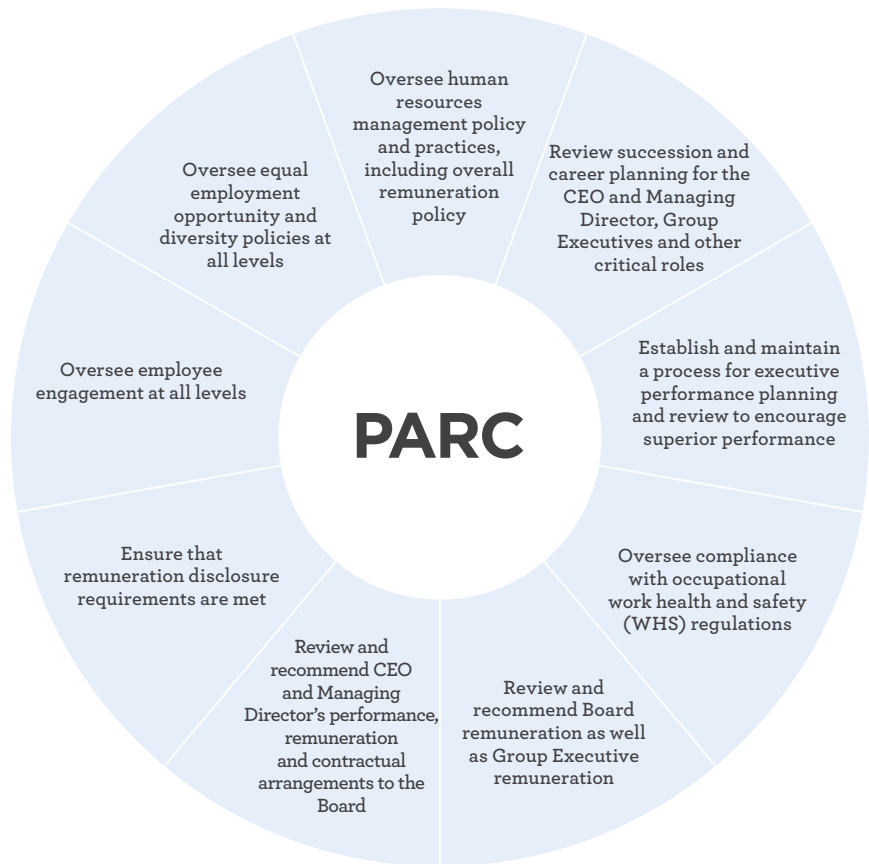 Oversee human
resources
management policy
and practices,
including overall
remuneration
policy
Review succession and
career planning for the
CEO and Managing
Director, Group
Executives and other
critical roles
Establish and maintain
a process for executive
performance planning
and review to encourage
superior performance
Oversee compliance
with occupational
work health and safety
(WHS) regulations
Review and
recommend Board
remuneration as well
as Group Executive
remuneration
Review and
recommend CEO
and Managing
Director’s performance,
remuneration
and contractual
arrangements to the
Board
Ensure that
remuneration disclosure
requirements are met
Oversee employee
engagement at all levels
Oversee equal
employment
opportunity and
diversity policies at
all levels
PARC